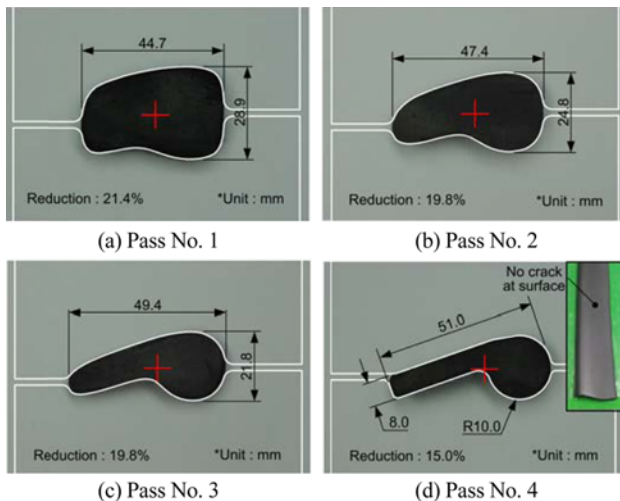 44.7
28.9
Reduction : 21.4%
*Unit : mm
(a) Pass No. 1
47.4
24.8
Reduction : 19.8%
*Unit : mm
(b) Pass No. 2
49.4
21.8
Reduction : 19.8%
*Unit : mm
(c) Pass No. 3
No crack
at surface
51.0
8.0
R10.0
Reduction : 15.0%
*Unit : mm
(d) Pass No. 4